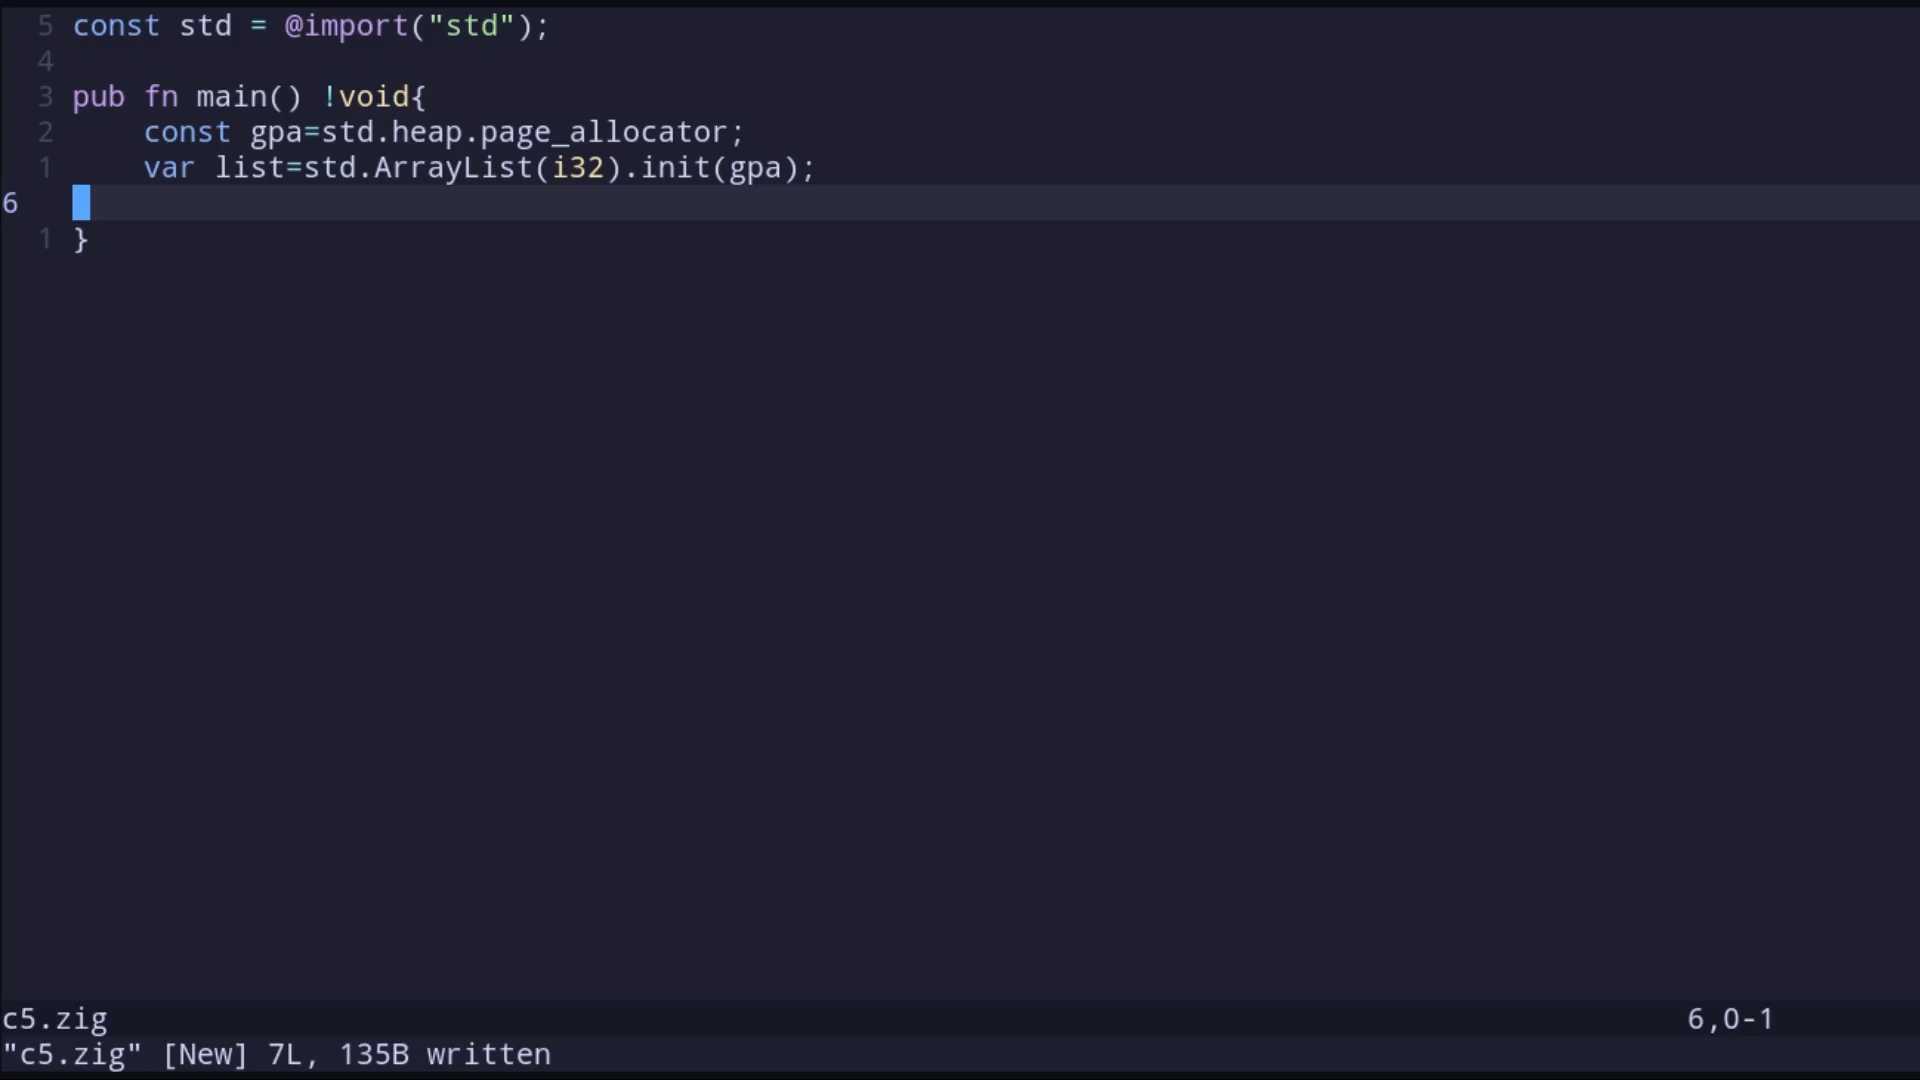 5 const std = @import("std");
4
3 pub fn main() !void{
2     const gpa=std.heap.page_allocator;
1     var list=std.ArrayList(i32).init(gpa);
6
1 }
c5.zig 6,0-1
"c5.zig" [New] 7L, 135B written